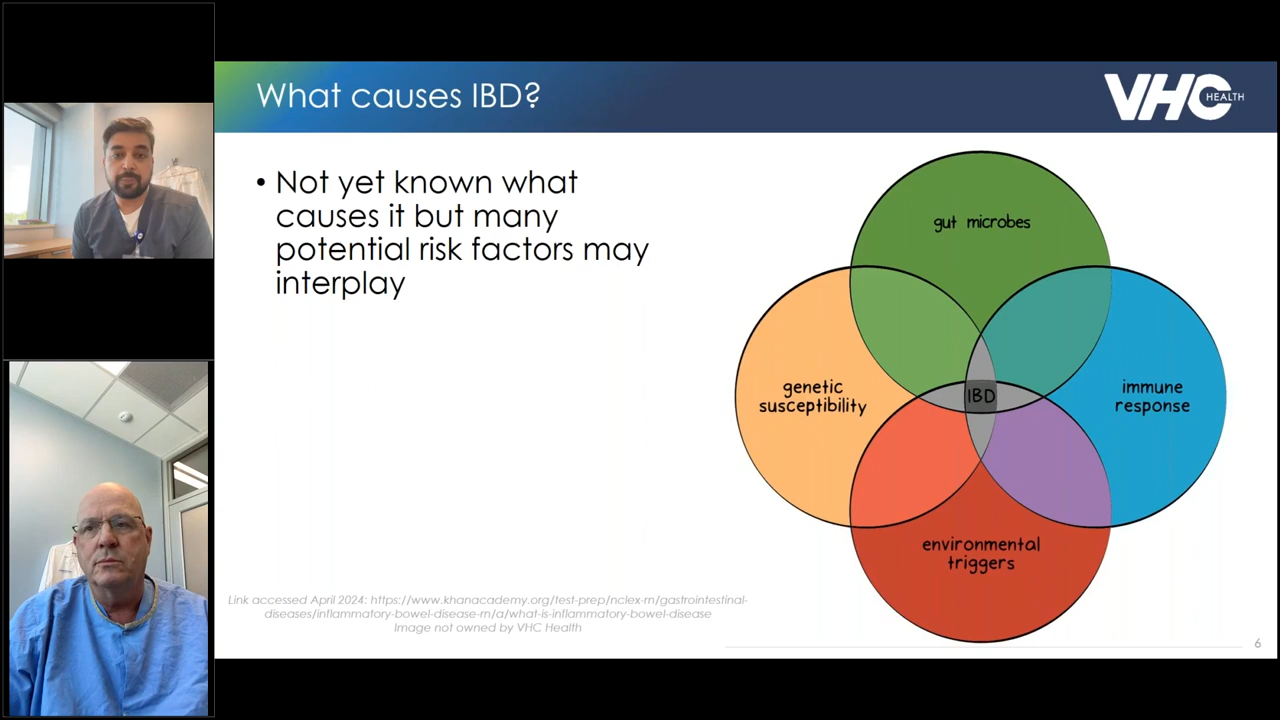 What causes IBD?
VHC HEALTH
• Not yet known what
causes it but many
potential risk factors may
interplay
gut microbes
genetic
susceptibility
IBD
immune
response
environmental
triggers
Link accessed April 2024: https://www.khanacademy.org/test-prep/nclex-rn/gastrointestinal-
diseases/inflammatory-bowel-disease-rn/a/what-is-inflammatory-bowel-disease
Image not owned by VHC Health
6